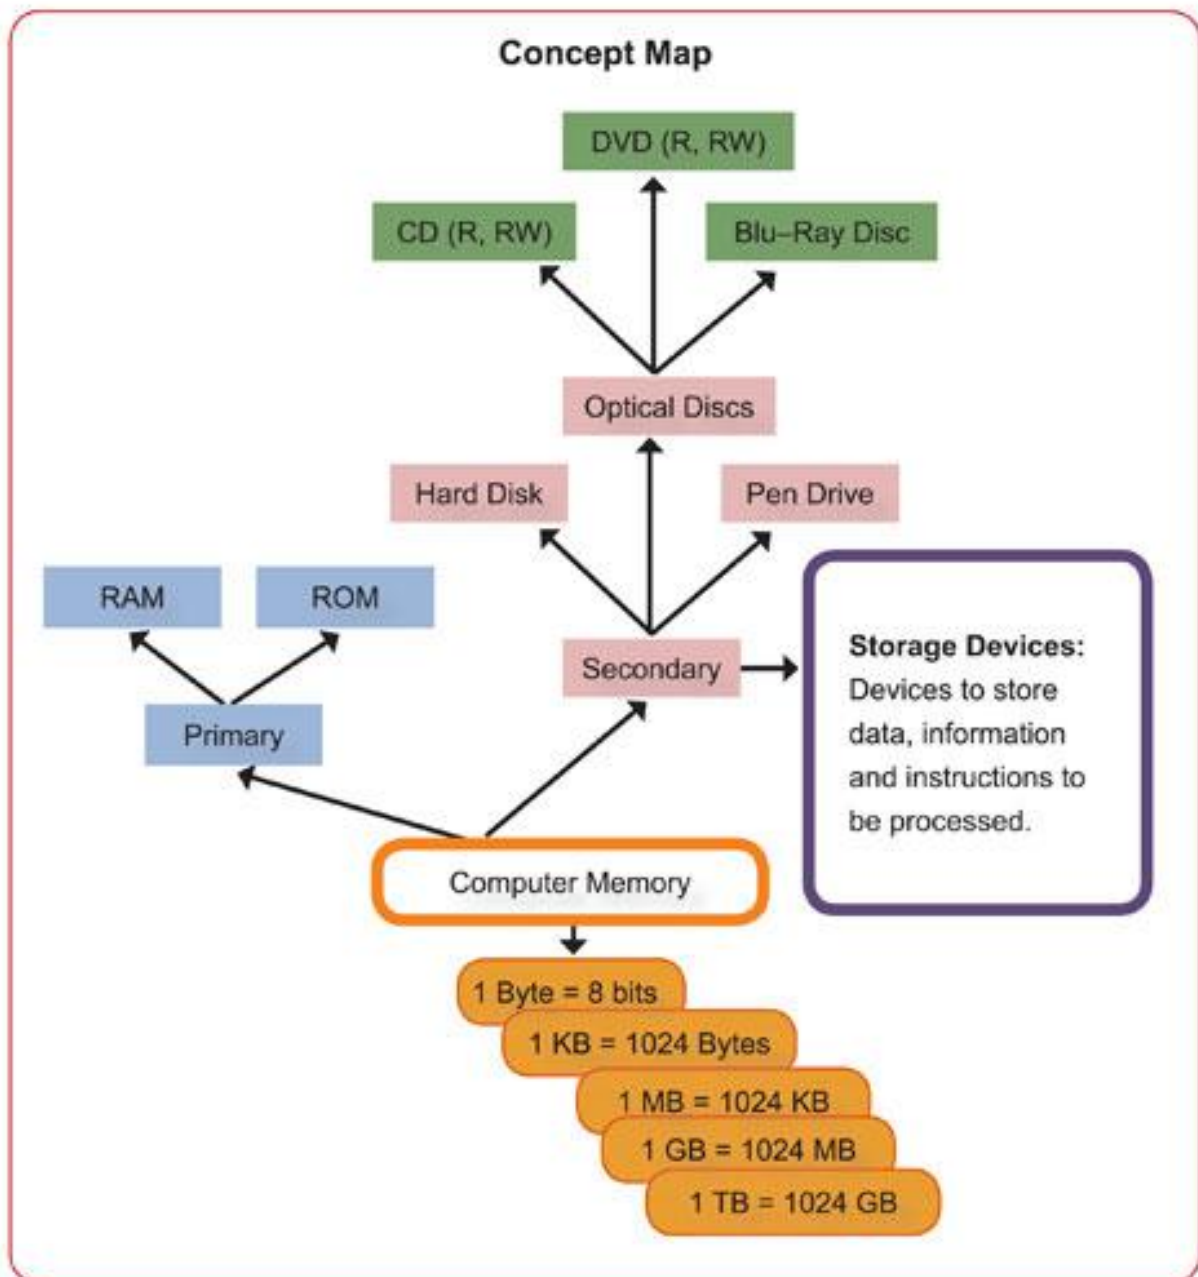 Concept Map
DVD (R, RW)
CD (R, RW)
Blu–Ray Disc
Optical Discs
Hard Disk
Pen Drive
RAM
ROM
Secondary
Primary
Storage Devices:
Devices to store
data, information
and instructions to
be processed.
Computer Memory
1 Byte = 8 bits
1 KB = 1024 Bytes
1 MB = 1024 KB
1 GB = 1024 MB
1 TB = 1024 GB